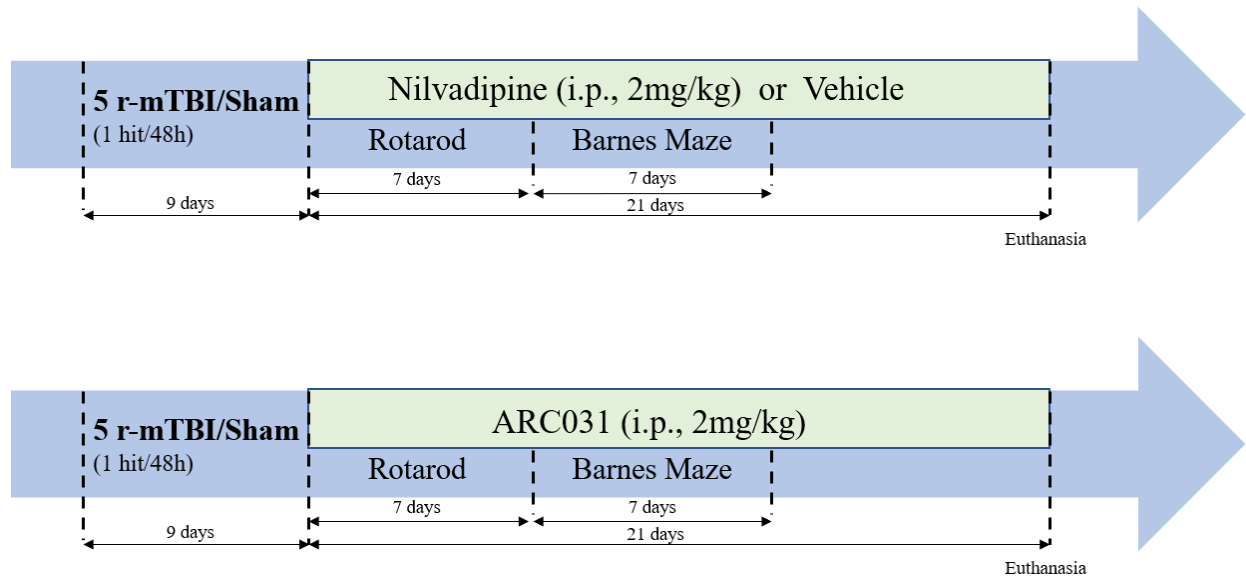 Nilvadipine (i.p., 2mg/kg) or Vehicle
5 r-mTBI/Sham
(1 hit/48h)
Rotarod
Barnes Maze
7 days
7 days
9 days
21 days
Euthanasia
ARC031 (i.p., 2mg/kg)
5 r-mTBI/Sham
(1 hit/48h)
Rotarod
Barnes Maze
7 days
7 days
9 days
21 days
Euthanasia